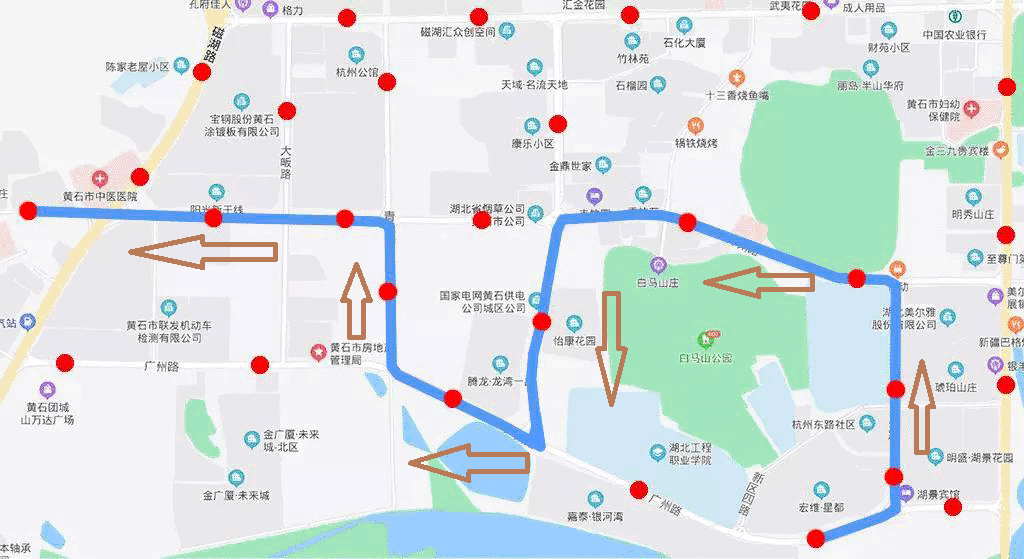 孔府佳人
格力
汇金花园
武夷花园
成人用品
磁湖路
磁湖汇众创空间
石化大厦
财苑小区
中国农业银行
陈家老屋小区
杭州公馆
竹林苑
天域·名流天地
石榴园
十三香烧鱼嘴
丽岛·半山华府
宝钢股份黄石
涂镀板有限公司
黄石市妇幼
保健院
康乐小区
锅铁烧烤
大畈路
金鼎世家
金三九贵宾楼
黄石市中医医院
湖北省烟草公司
明秀山庄
青
至尊门第
白马山庄
国家电网黄石供电
公司城区公司
湖北美尔雅
股份有限公司
黄石市联发机动车
检测有限公司
气站
怡康花园
白马山公园
新疆巴格
黄石市房地产
管理局
广州路
腾龙·龙湾一品
琥珀山庄
黄石团城
山万达广场
杭州东路社区
金广厦·未来
城·北区
湖北工程
职业学院
明盛·湖景花园
新区四路
金广厦·未来城
嘉泰·银河湾
广州路
宏维·星都
湖景宾馆
本轴承